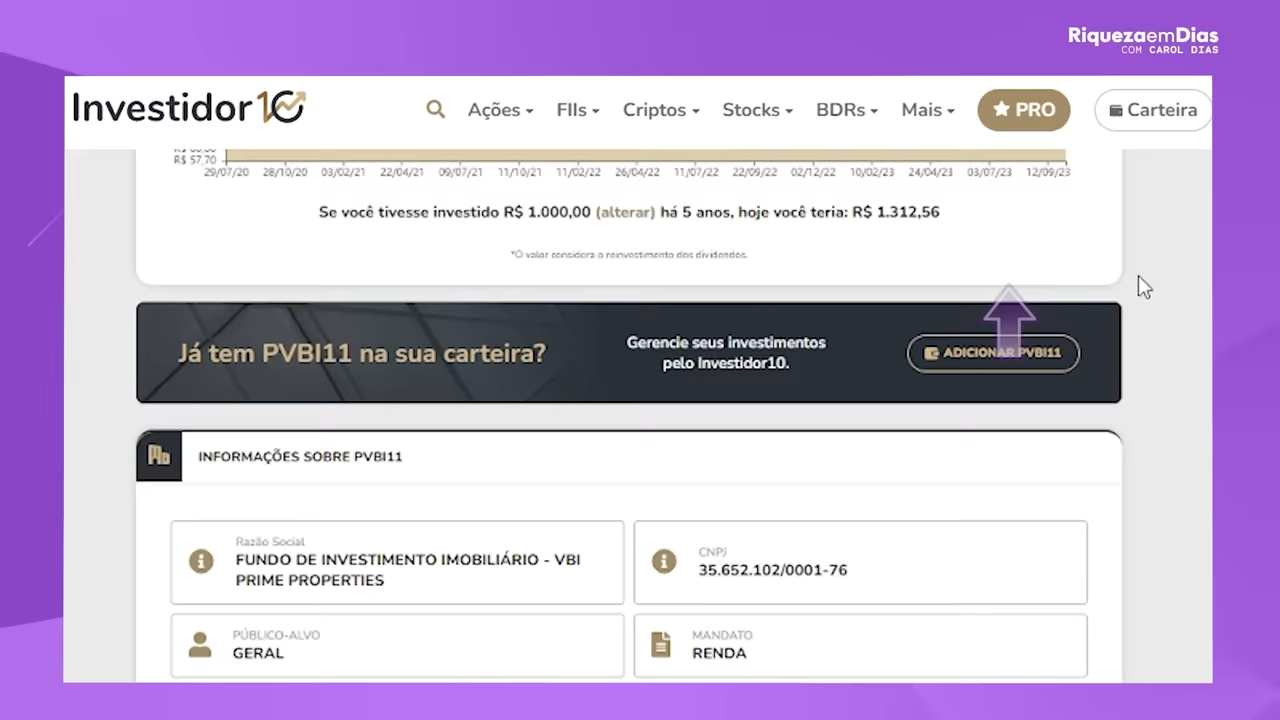 RiquezaemDias
COM CAROL DIAS
Investidor10
Ações
FIIs
Criptos
Stocks
BDRs
Mais
PRO
Carteira
R$ 57,70
29/07/20 28/10/20 03/02/21 22/04/21 09/07/21 11/10/21 11/02/22 26/04/22 11/07/22 22/09/22 02/12/22 10/02/23 24/04/23 03/07/23 12/09/23
Se você tivesse investido R$ 1.000,00 (alterar) há 5 anos, hoje você teria: R$ 1.312,56
*O valor considera o reinvestimento dos dividendos.
Já tem PVBI11 na sua carteira?
Gerencie seus investimentos
pelo Investidor10.
ADICIONAR PVBI11
INFORMAÇÕES SOBRE PVBI11
Razão Social
FUNDO DE INVESTIMENTO IMOBILIÁRIO - VBI
PRIME PROPERTIES
CNPJ
35.652.102/0001-76
PÚBLICO-ALVO
GERAL
MANDATO
RENDA